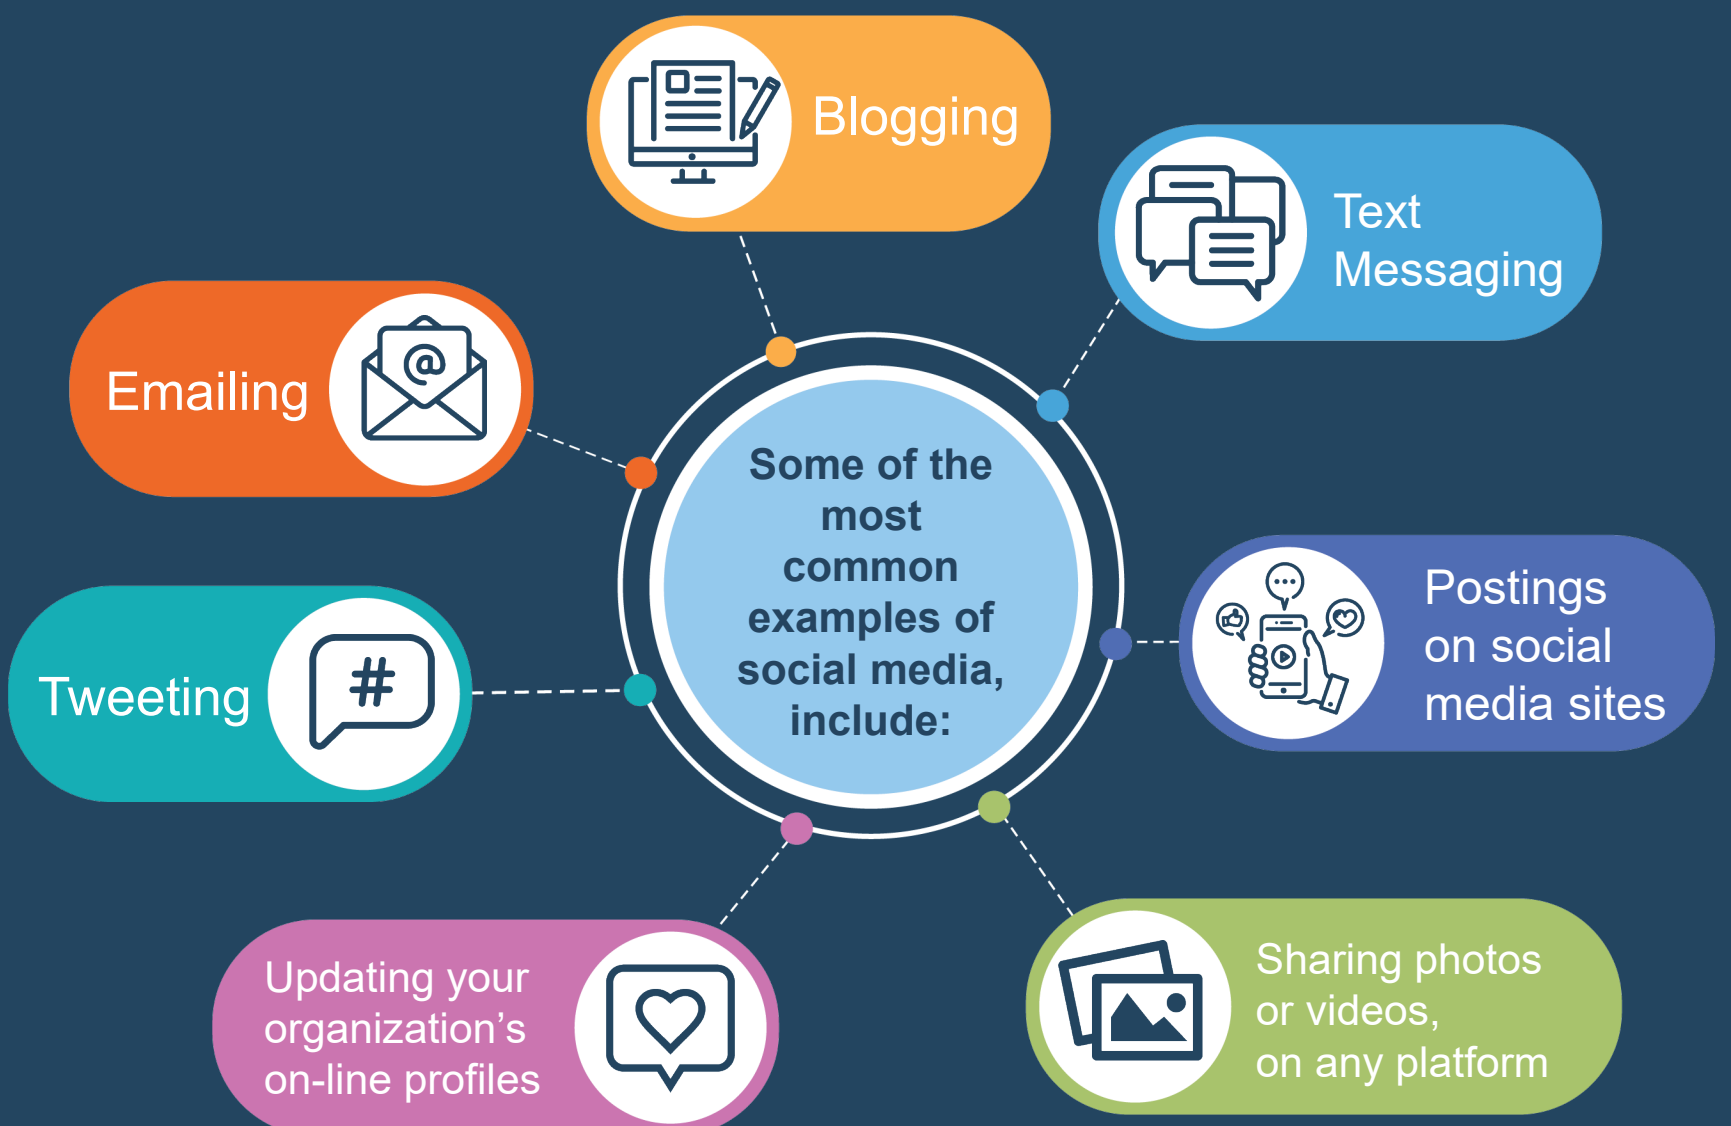 Blogging
Text
Messaging
Emailing
@
Some of the
most
common
examples of
social media,
include:
Postings
on social
media sites
Tweeting
#
Updating your
organization’s
on-line profiles
Sharing photos
or videos,
on any platform